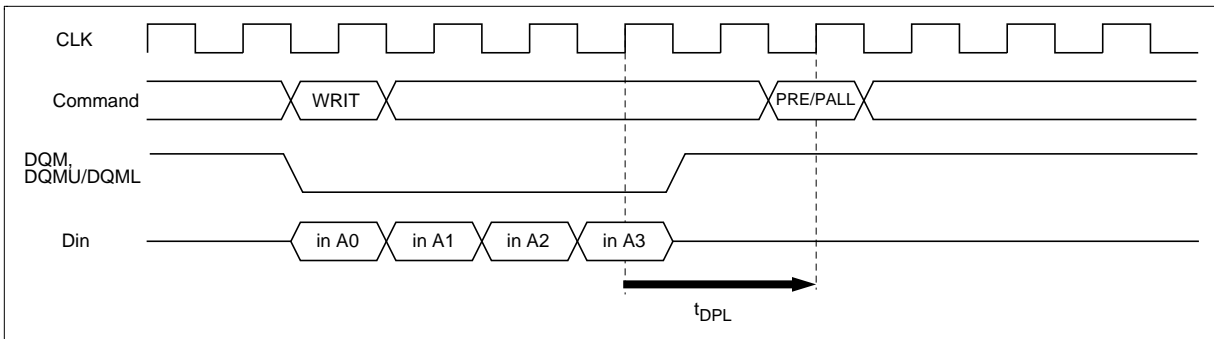 CLK
Command
WRIT
PRE/PALL
DQM,
DQMU/DQML
Din
in A0
in A1
in A2
in A3
tDPL